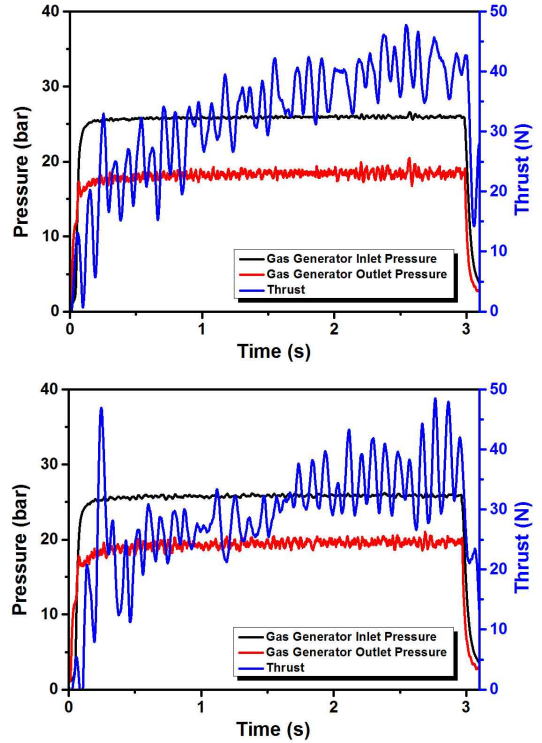 40
50
30
40
30
20
20
10
10
0
0
Pressure (bar)
Thrust (N)
Gas Generator Inlet Pressure
Gas Generator Outlet Pressure
Thrust
0 1 2 3
Time (s)
40
50
30
40
30
20
20
10
10
0
0
Pressure (bar)
Thrust (N)
Gas Generator Inlet Pressure
Gas Generator Outlet Pressure
Thrust
0 1 2 3
Time (s)